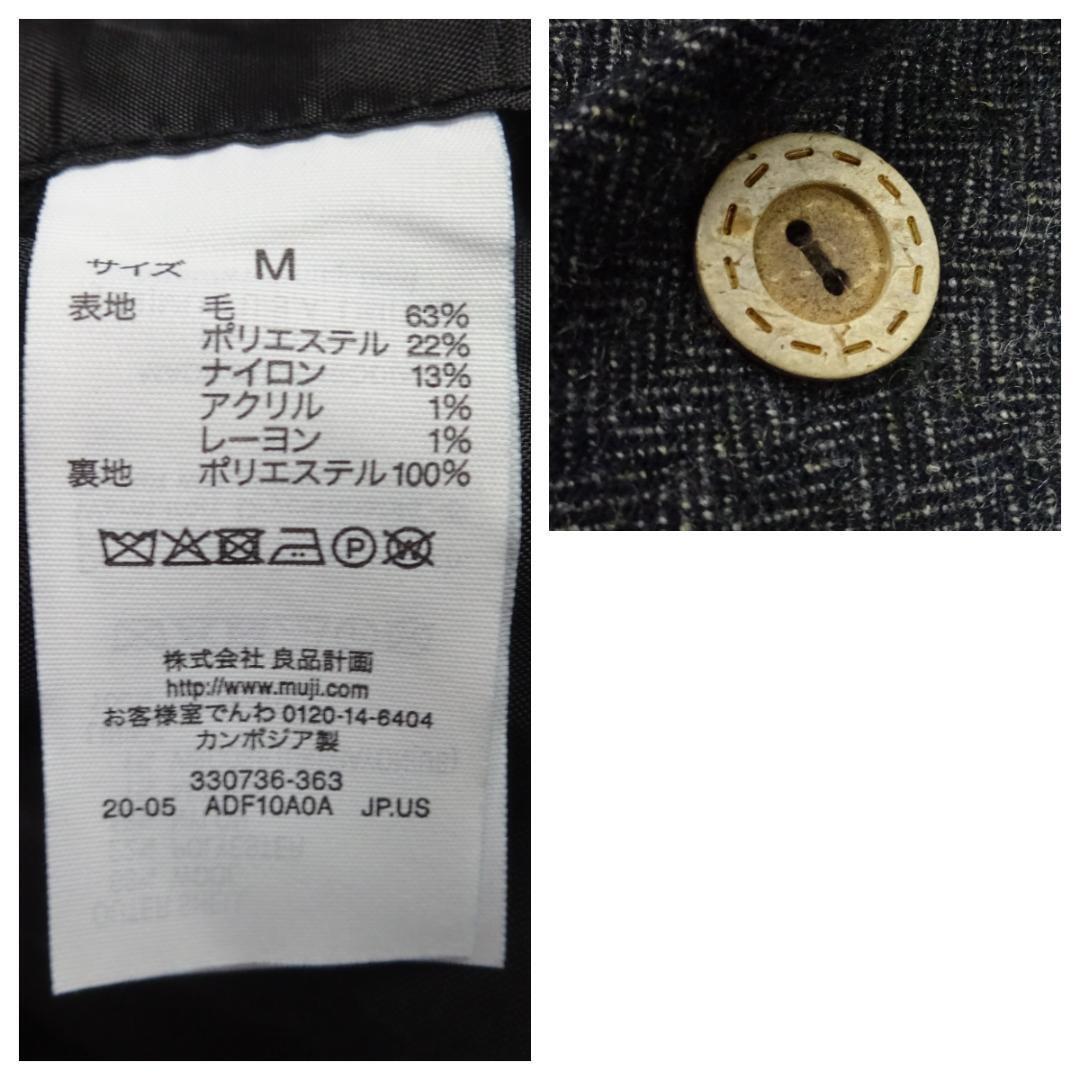 サイズ M
表地 毛 63%
ポリエステル 22%
ナイロン 13%
アクリル 1%
レーヨン 1%
裏地 ポリエステル 100%
P W
株式会社 良品計画
http://www.muji.com
お客様室でんわ 0120-14-6404
カンボジア製
330736-363
20-05 ADF10A0A JP.US